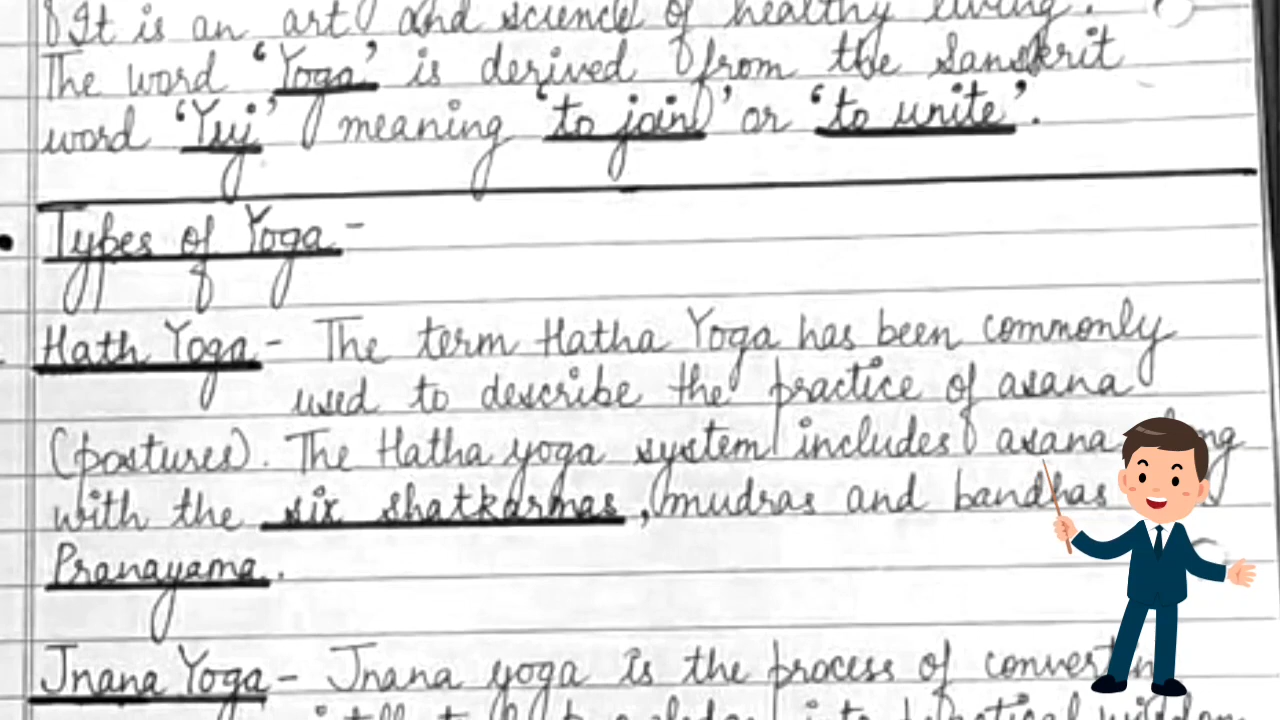 It is an art and science of healthy living.
The word 'Yoga' is derived from the Sanskrit
word 'Yuj' meaning 'to join' or 'to unite'.
Types of Yoga -
Hath Yoga - The term Hatha Yoga has been commonly
used to describe the practice of asana
(postures). The Hatha yoga system includes asana
with the six shatkarmas, mudras and bandhas
Pranayama.
Jnana Yoga - Jnana yoga is the process of
into practical wisdom